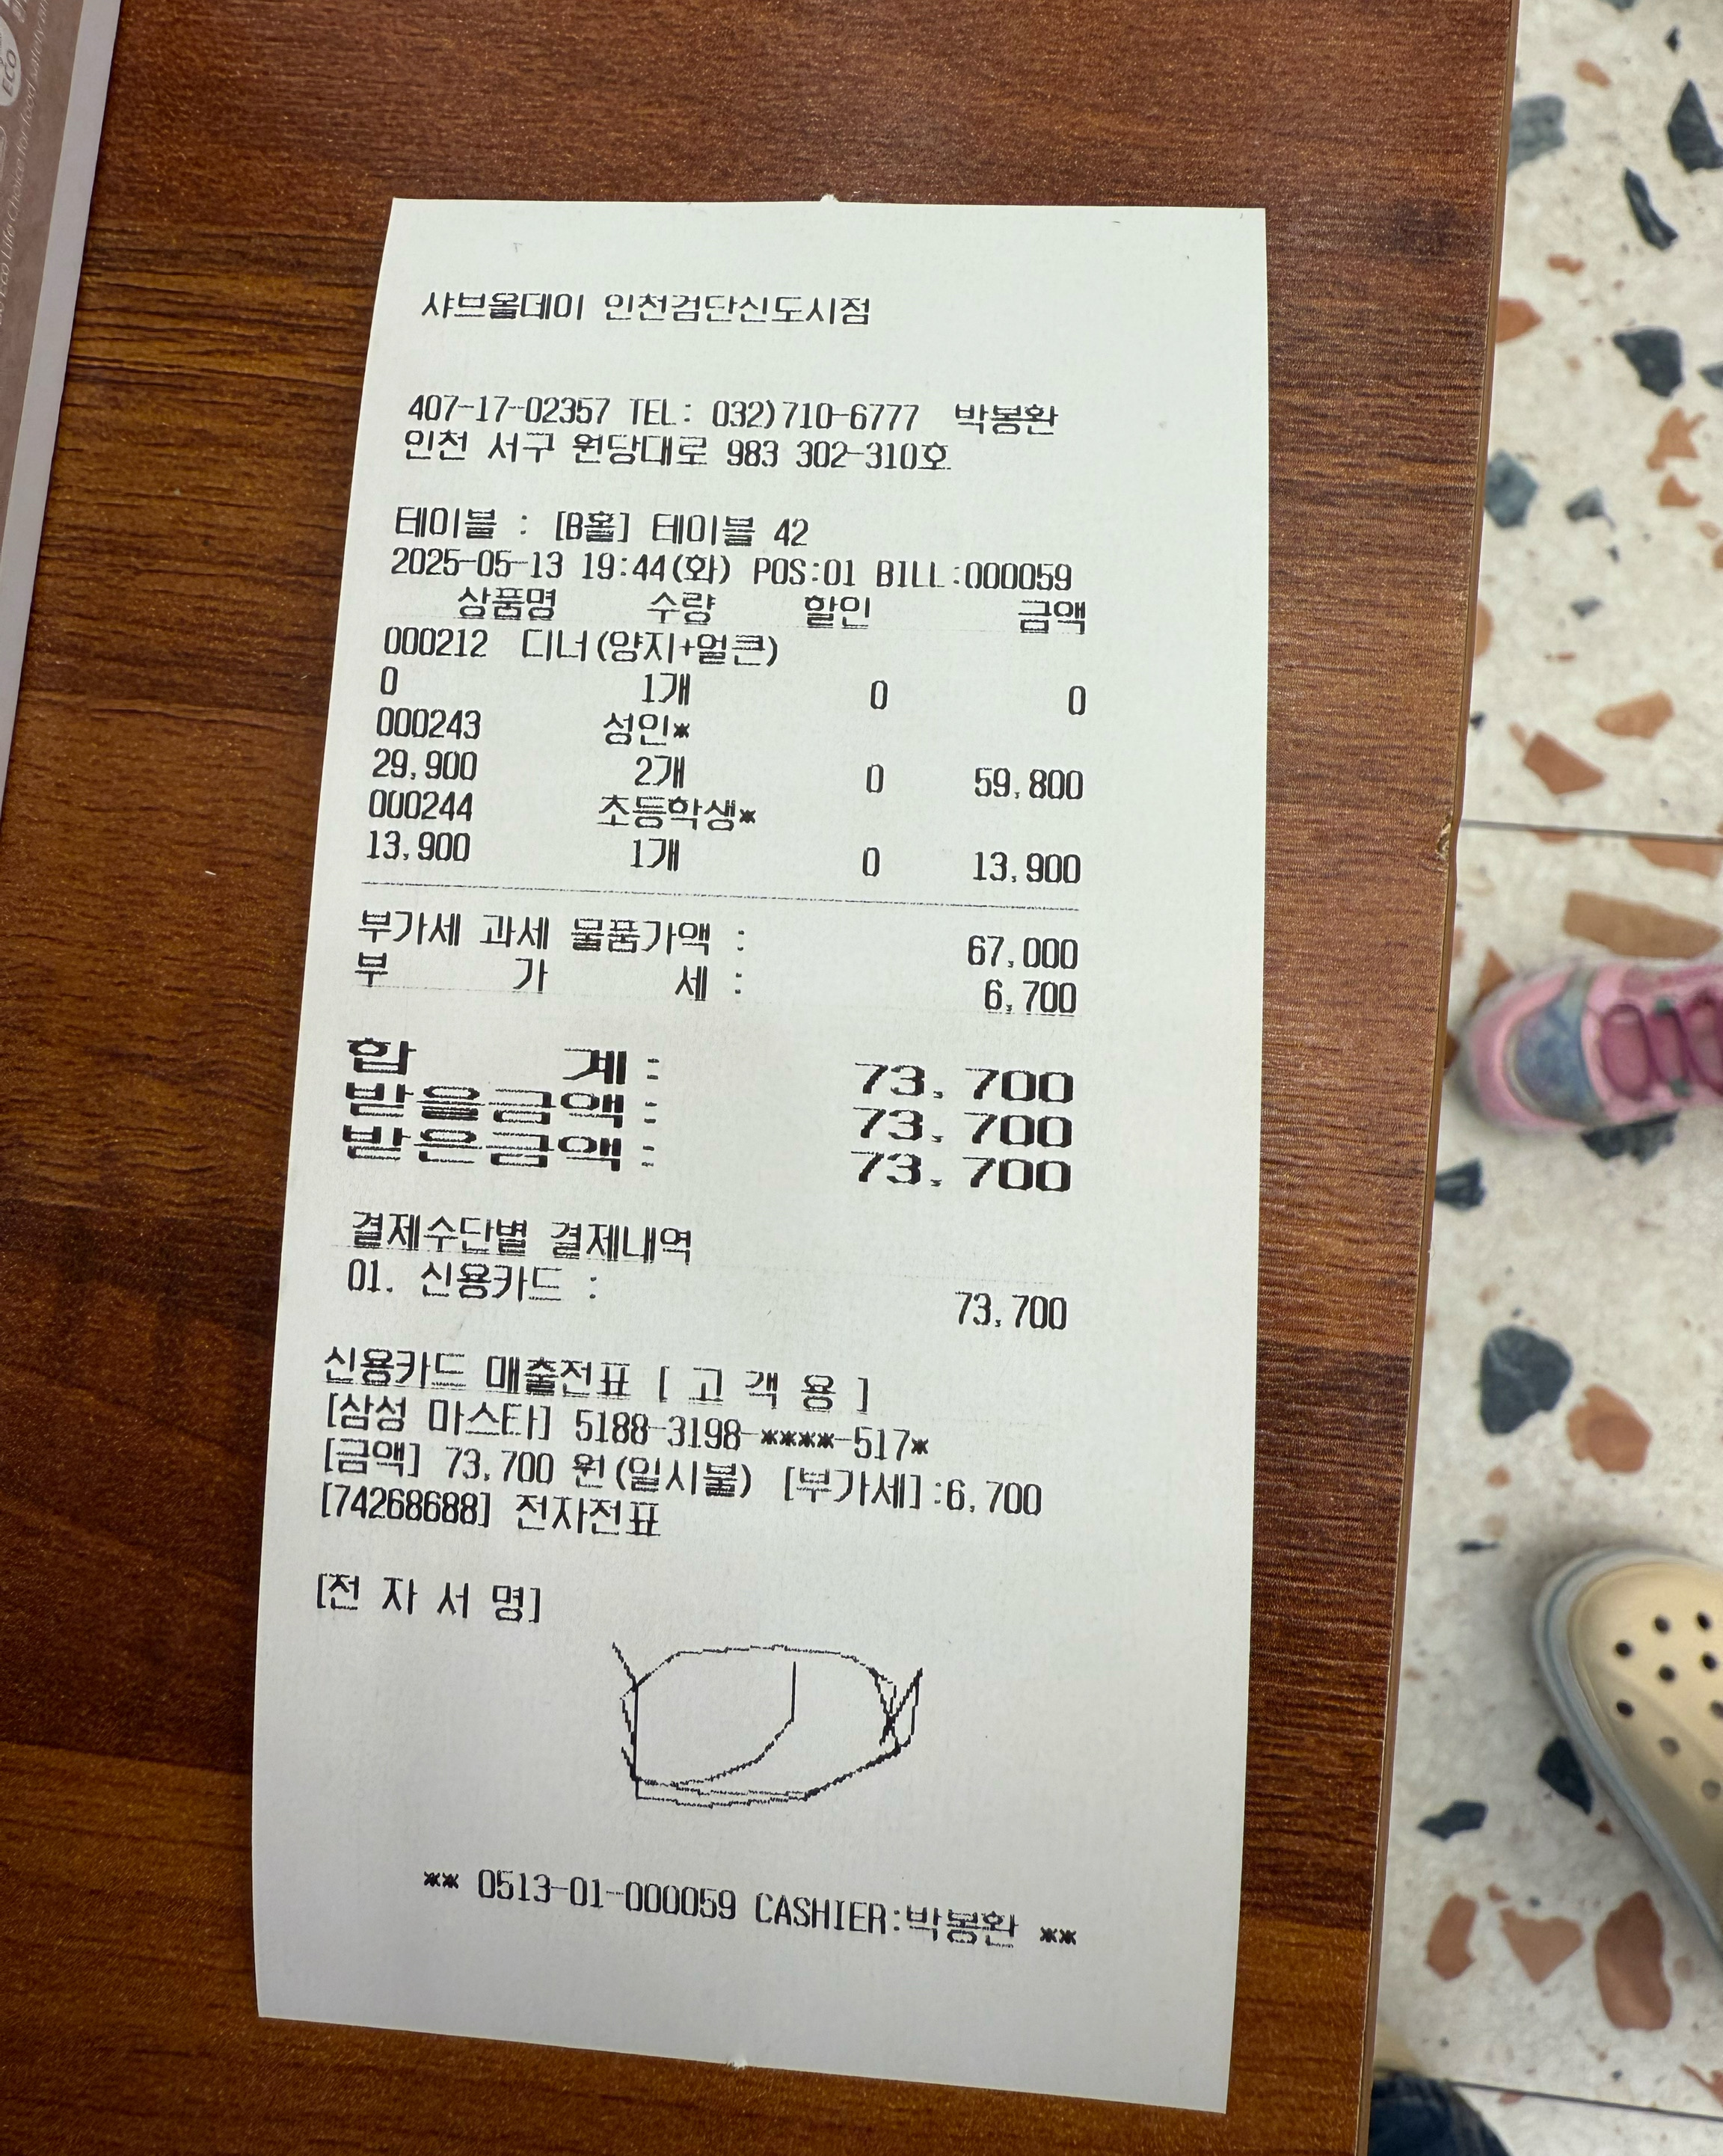 ECO
Eco Life Choice for food safety
샤브올데이 인천검단신도시점
407-17-02357 TEL: 032)710-6777 박봉환
인천 서구 원당대로 983 302-310호
테이블 : [B홀] 테이블 42
2025-05-13 19:44(화) POS:01 BILL:000059
상품명 수량 할인 금액
000212 디너(양지+얼큰)
0 1개 0 0
000243 성인*
29,900 2개 0 59,800
000244 초등학생*
13,900 1개 0 13,900
부가세 과세 물품가액 : 67,000
부 가 세 : 6,700
합 계 : 73,700
받을금액 : 73,700
받은금액 : 73,700
결제수단별 결제내역
01. 신용카드 : 73,700
신용카드 매출전표 [ 고 객 용 ]
[삼성 마스타] 5188-3198-****-517*
[금액] 73,700 원(일시불) [부가세]:6,700
[74268688] 전자전표
[전 자 서 명]
** 0513-01-000059 CASHIER:박봉환 **